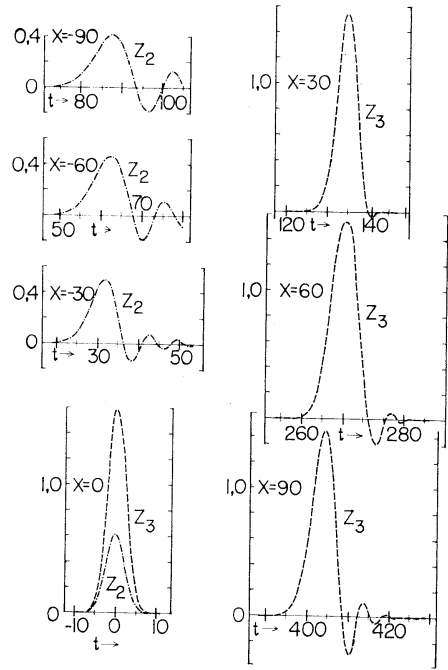 0,4
X=-90
Z2
0
t→ 80 100
0,4
X=-60
Z2
0
50 t→ 70
0,4
X=-30
Z2
0
t→ 30 50
1,0
X=0
Z3
Z2
0
-10 0 10
t→
1,0
X=30
Z3
120 t→ 140
1,0
X=60
Z3
260 t→ 280
1,0
X=90
Z3
0
400 t→ 420